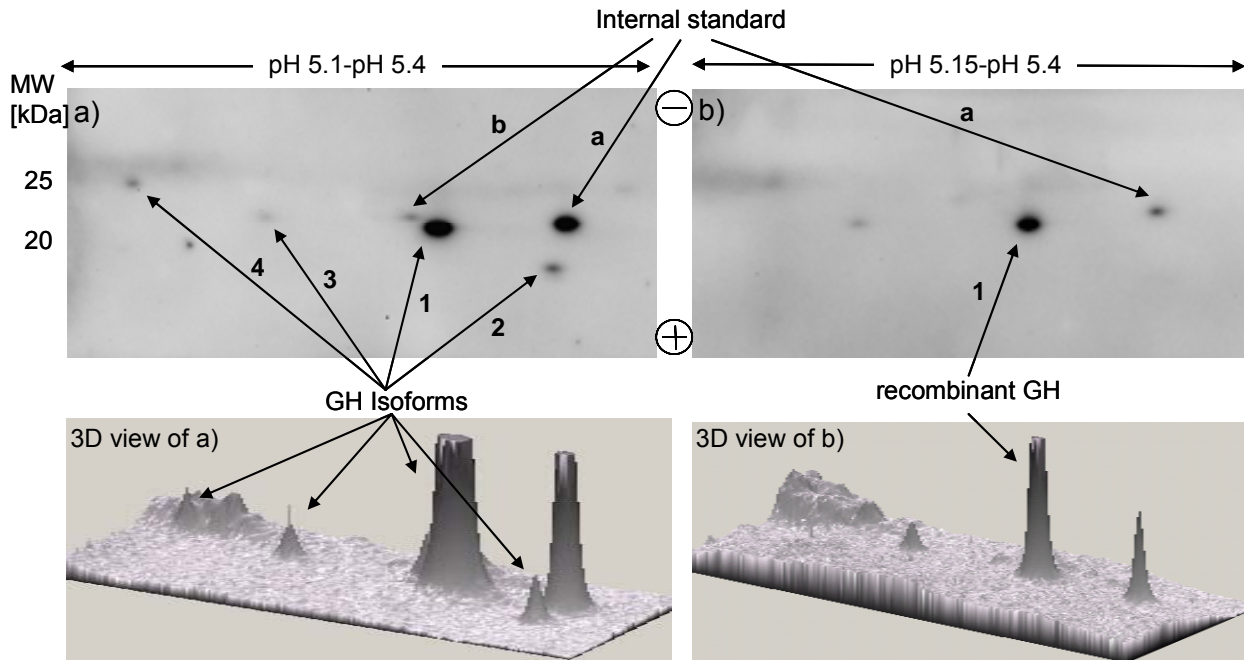 Internal standard
pH 5.1-pH 5.4
pH 5.15-pH 5.4
MW
[kDa]
a)
b)
25
20
b
a
a
4
3
1
2
1
GH Isoforms
recombinant GH
3D view of a)
3D view of b)